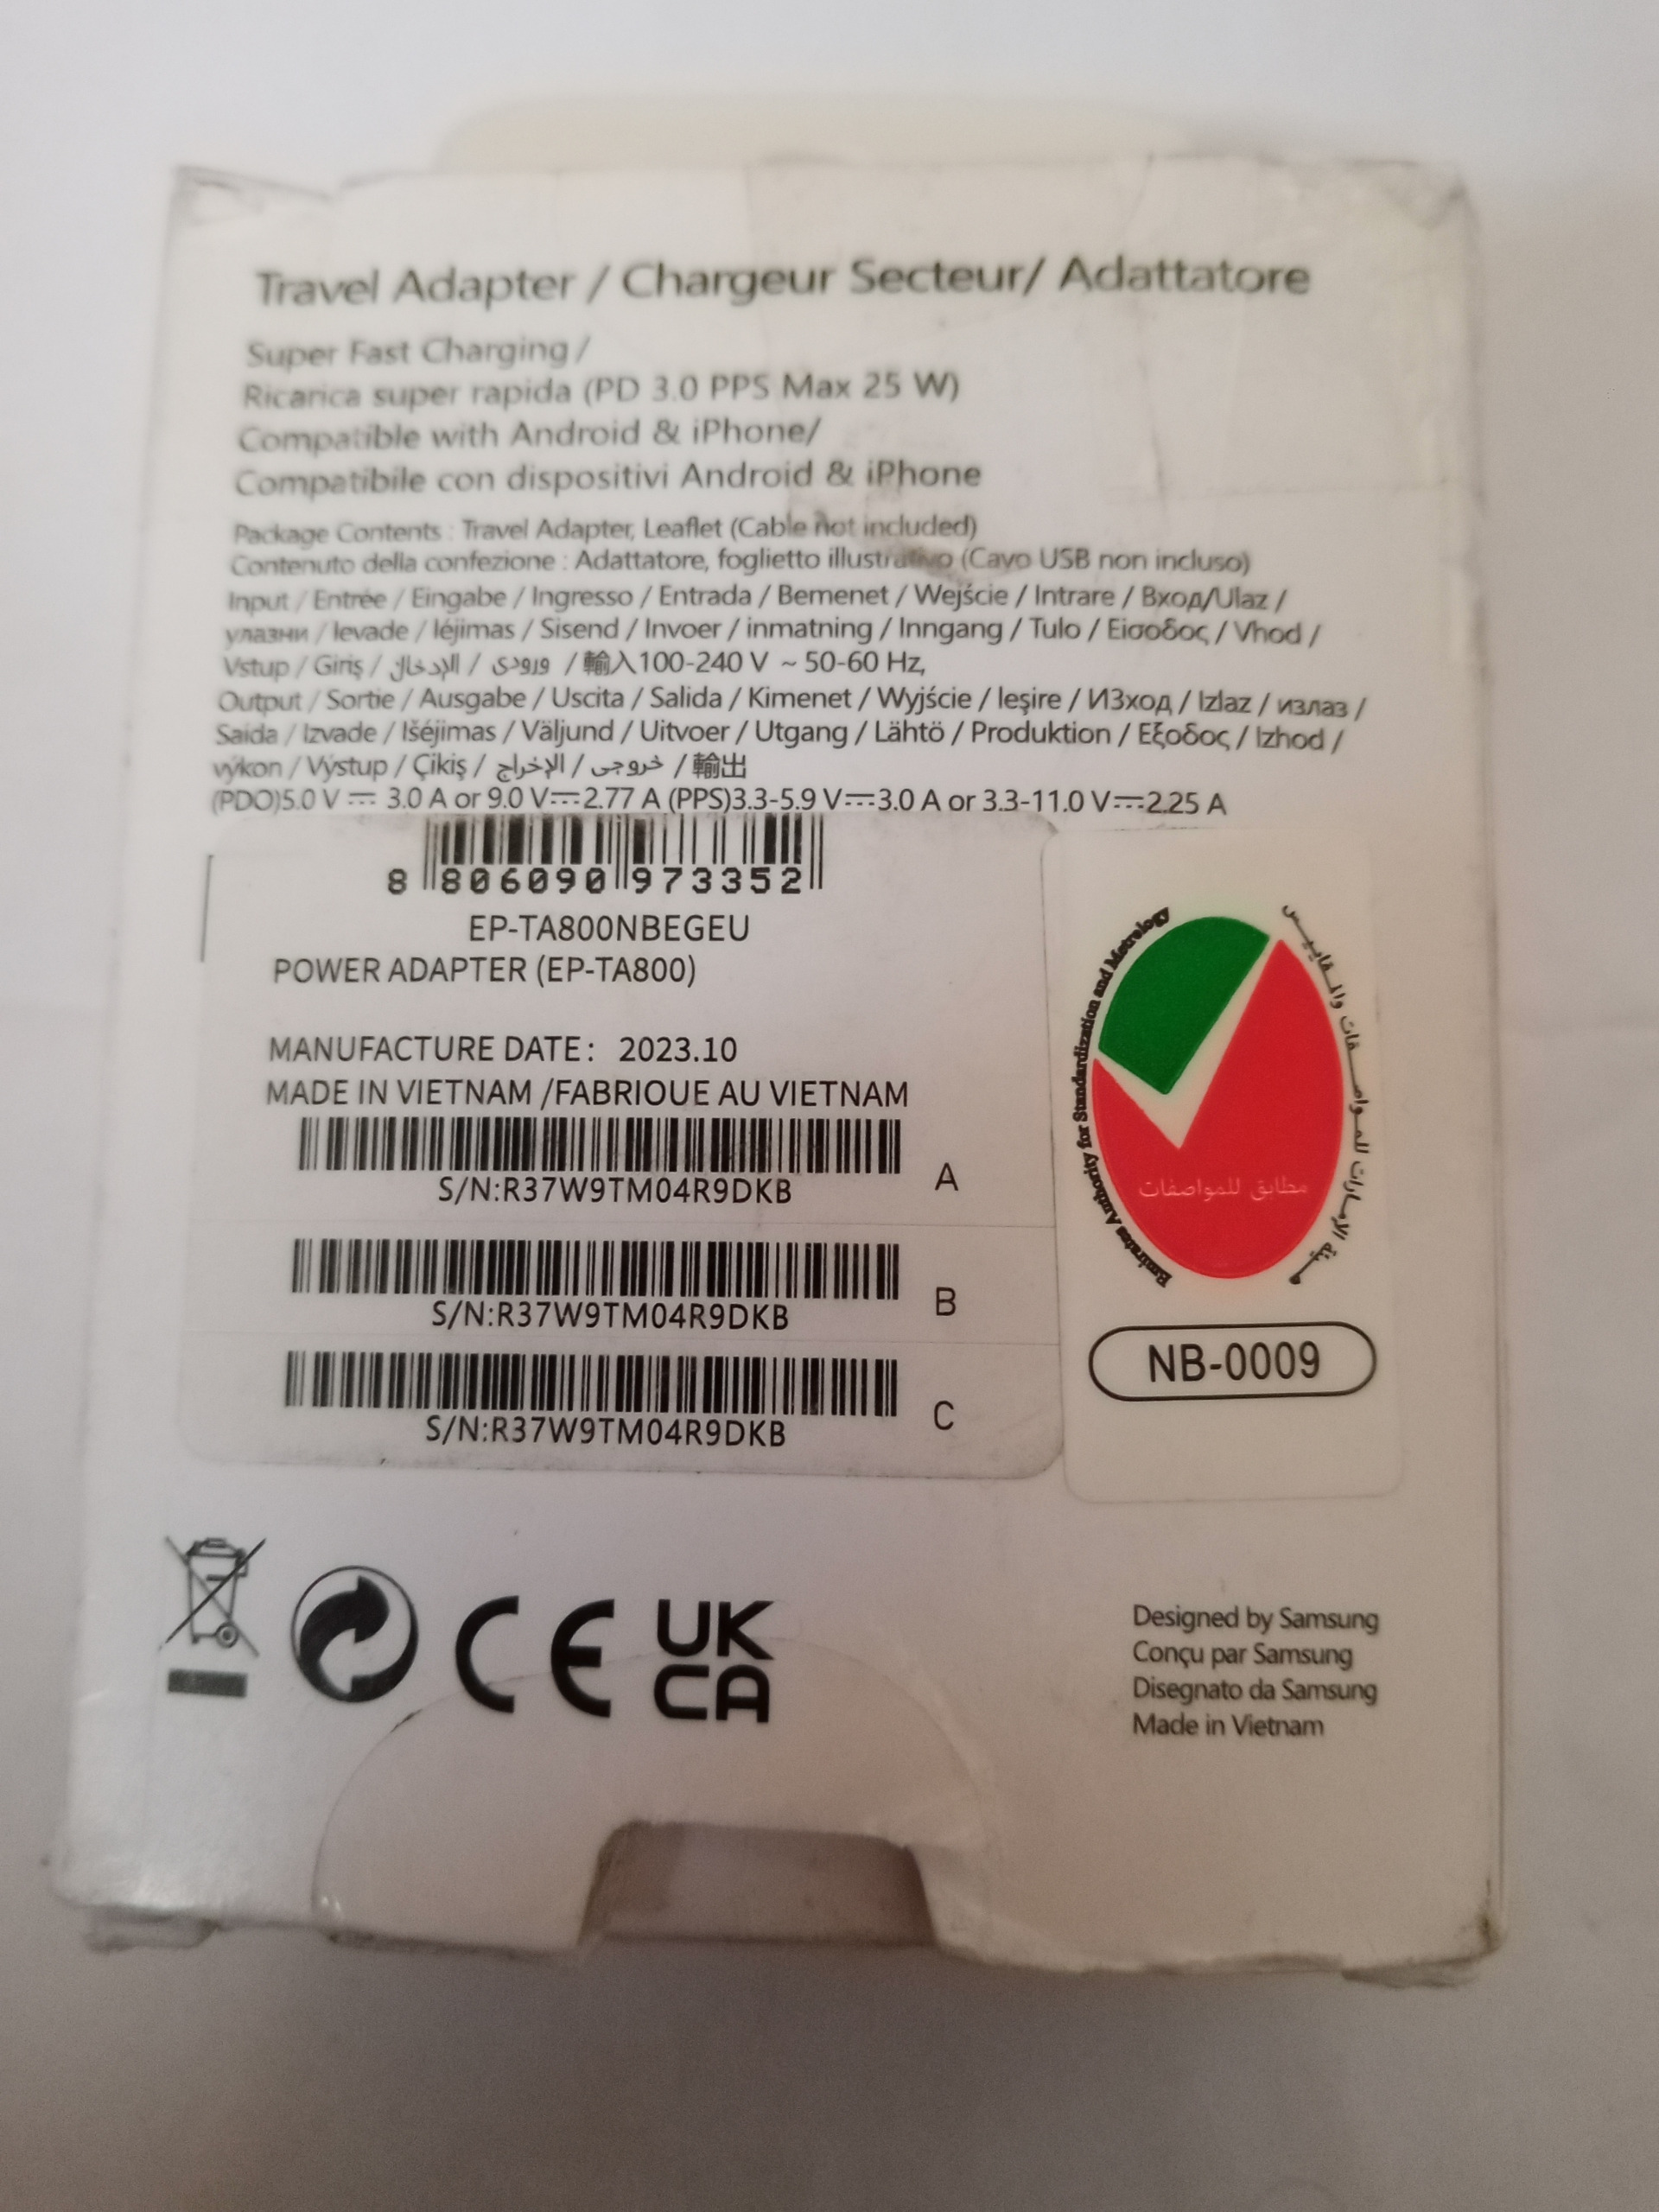 Travel Adapter / Chargeur Secteur/ Adattatore
Super Fast Charging /
Ricarica super rapida (PD 3.0 PPS Max 25 W)
Compatible with Android & iPhone/
Compatibile con dispositivi Android & iPhone
Package Contents : Travel Adapter, Leaflet (Cable not included)
Contenuto della confezione : Adattatore, foglietto illustrativo (Cavo USB non incluso)
Input / Entrée / Eingabe / Ingresso / Entrada / Bemenet / Wejście / Intrare / Вход/Ulaz /
улазни / Ievade / Iėjimas / Sisend / Invoer / inmatning / Inngang / Tulo / Είσοδος / Vhod /
Vstup / Giriş / الإدخال / ورودی / 輸入100-240 V ~ 50-60 Hz,
Output / Sortie / Ausgabe / Uscita / Salida / Kimenet / Wyjście / Ieşire / ИЗход / Izlaz / излаз /
Saída / Izvade / Išėjimas / Väljund / Uitvoer / Utgang / Lähtö / Produktion / Εξοδος / Izhod /
výkon / Výstup / Çikiş / الإخراج / خروجی / 輸出
(PDO)5.0 V ⎓ 3.0 A or 9.0 V⎓2.77 A (PPS)3.3-5.9 V⎓3.0 A or 3.3-11.0 V⎓2.25 A
8 806090 973352
EP-TA800NBEGEU
POWER ADAPTER (EP-TA800)
MANUFACTURE DATE: 2023.10
MADE IN VIETNAM /FABRIQUE AU VIETNAM
S/N:R37W9TM04R9DKB A
S/N:R37W9TM04R9DKB B
S/N:R37W9TM04R9DKB C
Emirates Authority for Standardization and Metrology
هيئة الإمارات للمواصفات والمقاييس
مطابق للمواصفات
NB-0009
CE
UK
CA
Designed by Samsung
Conçu par Samsung
Disegnato da Samsung
Made in Vietnam